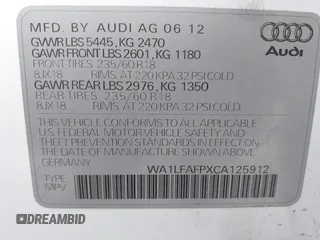 MFD. BY AUDI AG 06 12
GVWR LBS 5445, KG 2470
GAWR FRONT LBS 2601, KG 1180
FRONT-TIRES 235/60 R18
8JX18 RIMS, AT 220 KPA 32 PSI COLD
GAWR REAR LBS 2976, KG 1350
REAR-TIRES 235/60 R18
8JX18 RIMS, AT 220 KPA 32 PSI COLD
THIS VEHICLE CONFORMS TO ALL APPLICABLE
U.S. FEDERAL MOTOR VEHICLE SAFETY, BUMPER
AND THEFT PREVENTION STANDARDS IN EFFECT
ON THE DATE OF MANUFACTURE SHOWN ABOVE
GERMANY WA1LFAFPXCA125912
TYPE
MPV
Audi
© DREAMBID
DREAMBID.COM